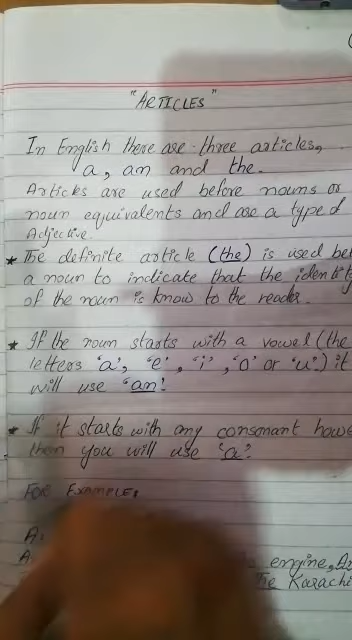 "ARTICLES"
In English there are three articles,
a, an and the.
Articles are used before nouns or
noun equivalents and are a type of
Adjective.
* The definite article (the) is used bef
a noun to indicate that the identity
of the noun is know to the reader.
* If the noun starts with a vowel (the
letters 'a', 'e', 'i', 'o' or 'u') it
will use 'an'.
* If it starts with any consonant howe
then you will use 'a'.
FOR EXAMPLE:
engine, An
The Karachi